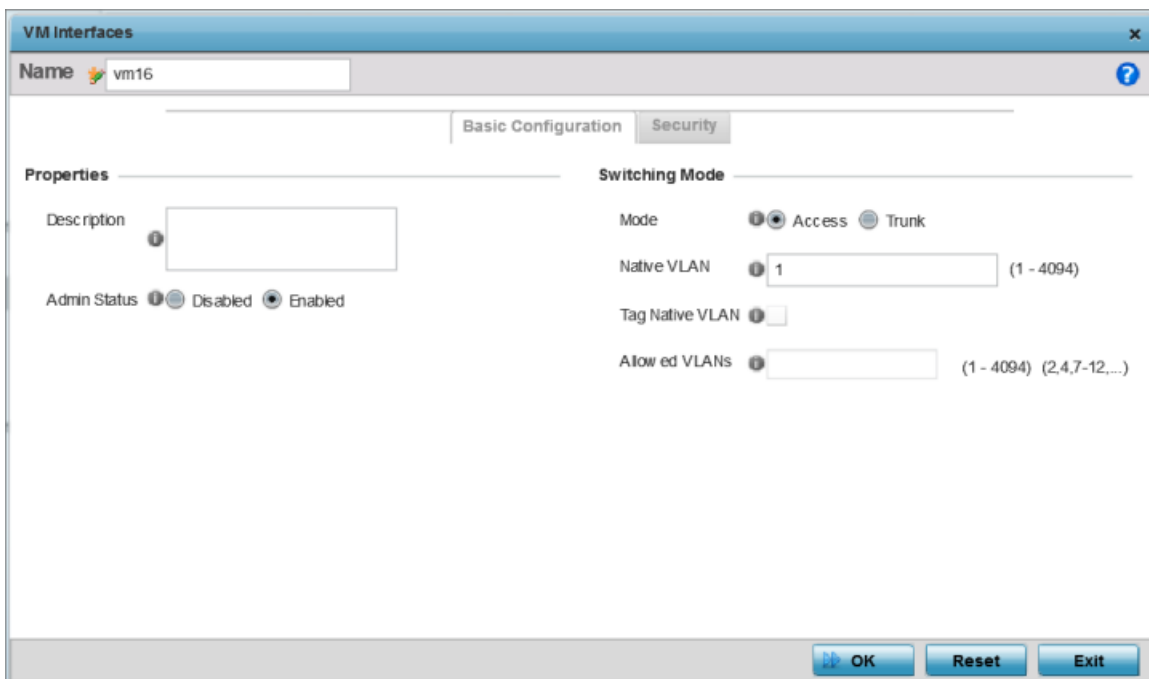 VM Interfaces
Name vm16
Basic Configuration Security
Properties
Description
Admin Status Disabled Enabled
Switching Mode
Mode Access Trunk
Native VLAN 1 (1 - 4094)
Tag Native VLAN
Allowed VLANs (1 - 4094) (2,4,7-12,...)
OK Reset Exit